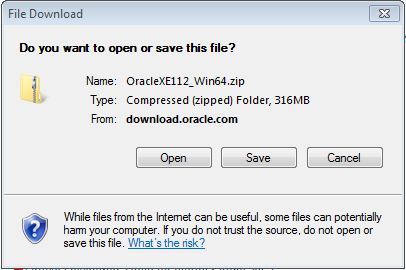 File Download
Do you want to open or save this file?
Name: OracleXE112_Win64.zip
Type: Compressed (zipped) Folder, 316MB
From: download.oracle.com
Open Save Cancel
While files from the Internet can be useful, some files can potentially
harm your computer. If you do not trust the source, do not open or
save this file. What's the risk?